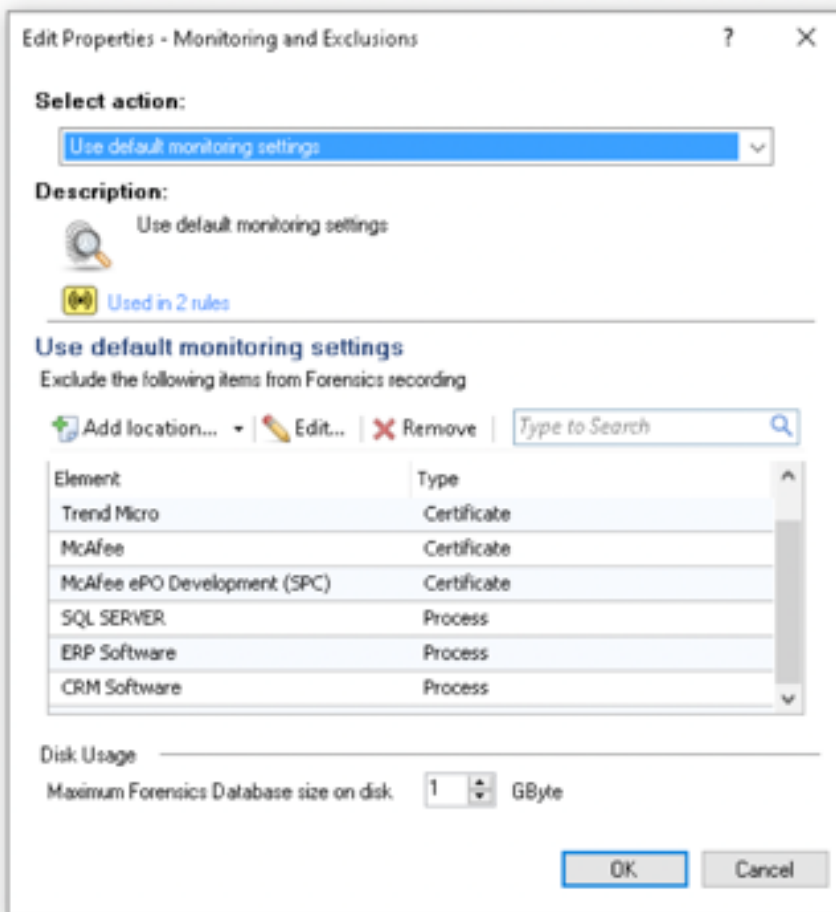 Edit Properties - Monitoring and Exclusions ? ×
Select action:
Use default monitoring settings
Description:
Use default monitoring settings
Used in 2 rules
Use default monitoring settings
Exclude the following items from Forensics recording
Add location... Edit... Remove Type to Search
Element Type
Trend Micro Certificate
McAfee Certificate
McAfee ePO Development (SPC) Certificate
SQL SERVER Process
ERP Software Process
CRM Software Process
Disk Usage
Maximum Forensics Database size on disk 1 GByte
OK Cancel